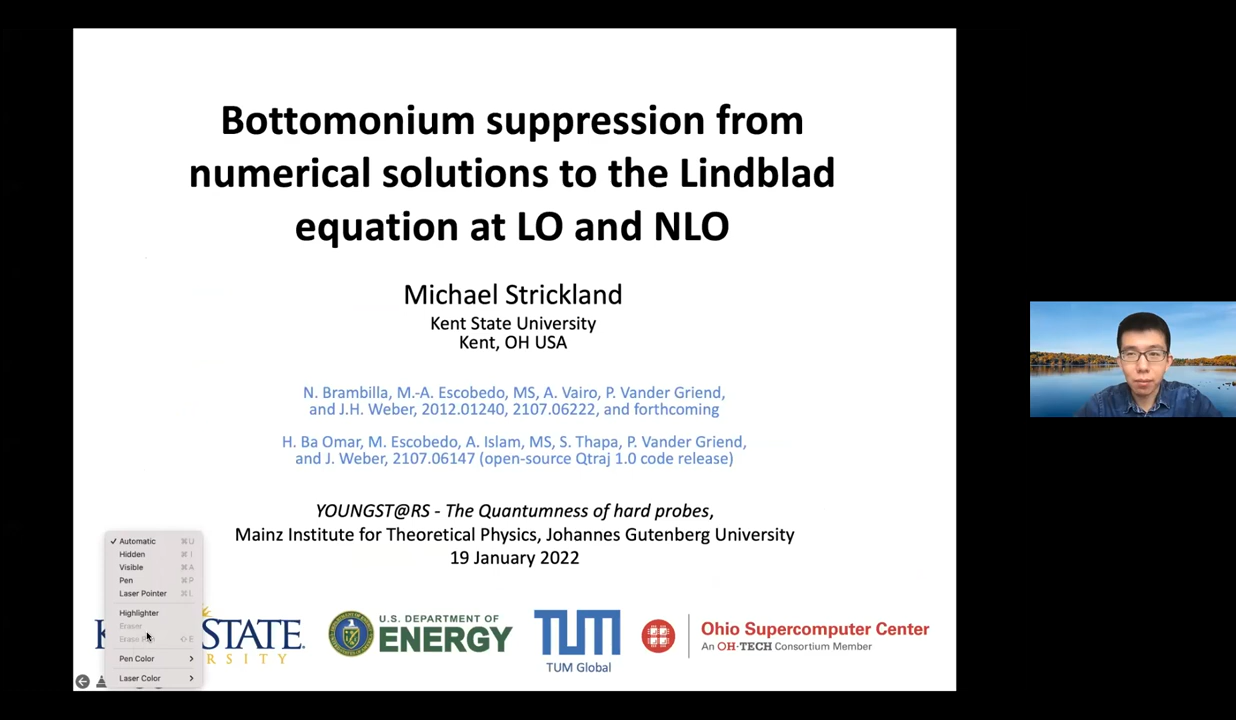 Bottomonium suppression from
numerical solutions to the Lindblad
equation at LO and NLO
Michael Strickland
Kent State University
Kent, OH USA
N. Brambilla, M.-A. Escobedo, MS, A. Vairo, P. Vander Griend,
and J.H. Weber, 2012.01240, 2107.06222, and forthcoming
H. Ba Omar, M. Escobedo, A. Islam, MS, S. Thapa, P. Vander Griend,
and J. Weber, 2107.06147 (open-source Qtraj 1.0 code release)
YOUNGST@RS - The Quantumness of hard probes,
Mainz Institute for Theoretical Physics, Johannes Gutenberg University
19 January 2022
✓ Automatic ⌘U
Hidden ⌘I
Visible ⌘A
Pen ⌘P
Laser Pointer ⌘L
Highlighter
Eraser
Erase ⇧E
Pen Color >
Laser Color >
STATE
RSITY
U.S. DEPARTMENT OF
ENERGY
TUM
TUM Global
Ohio Supercomputer Center
An OH·TECH Consortium Member